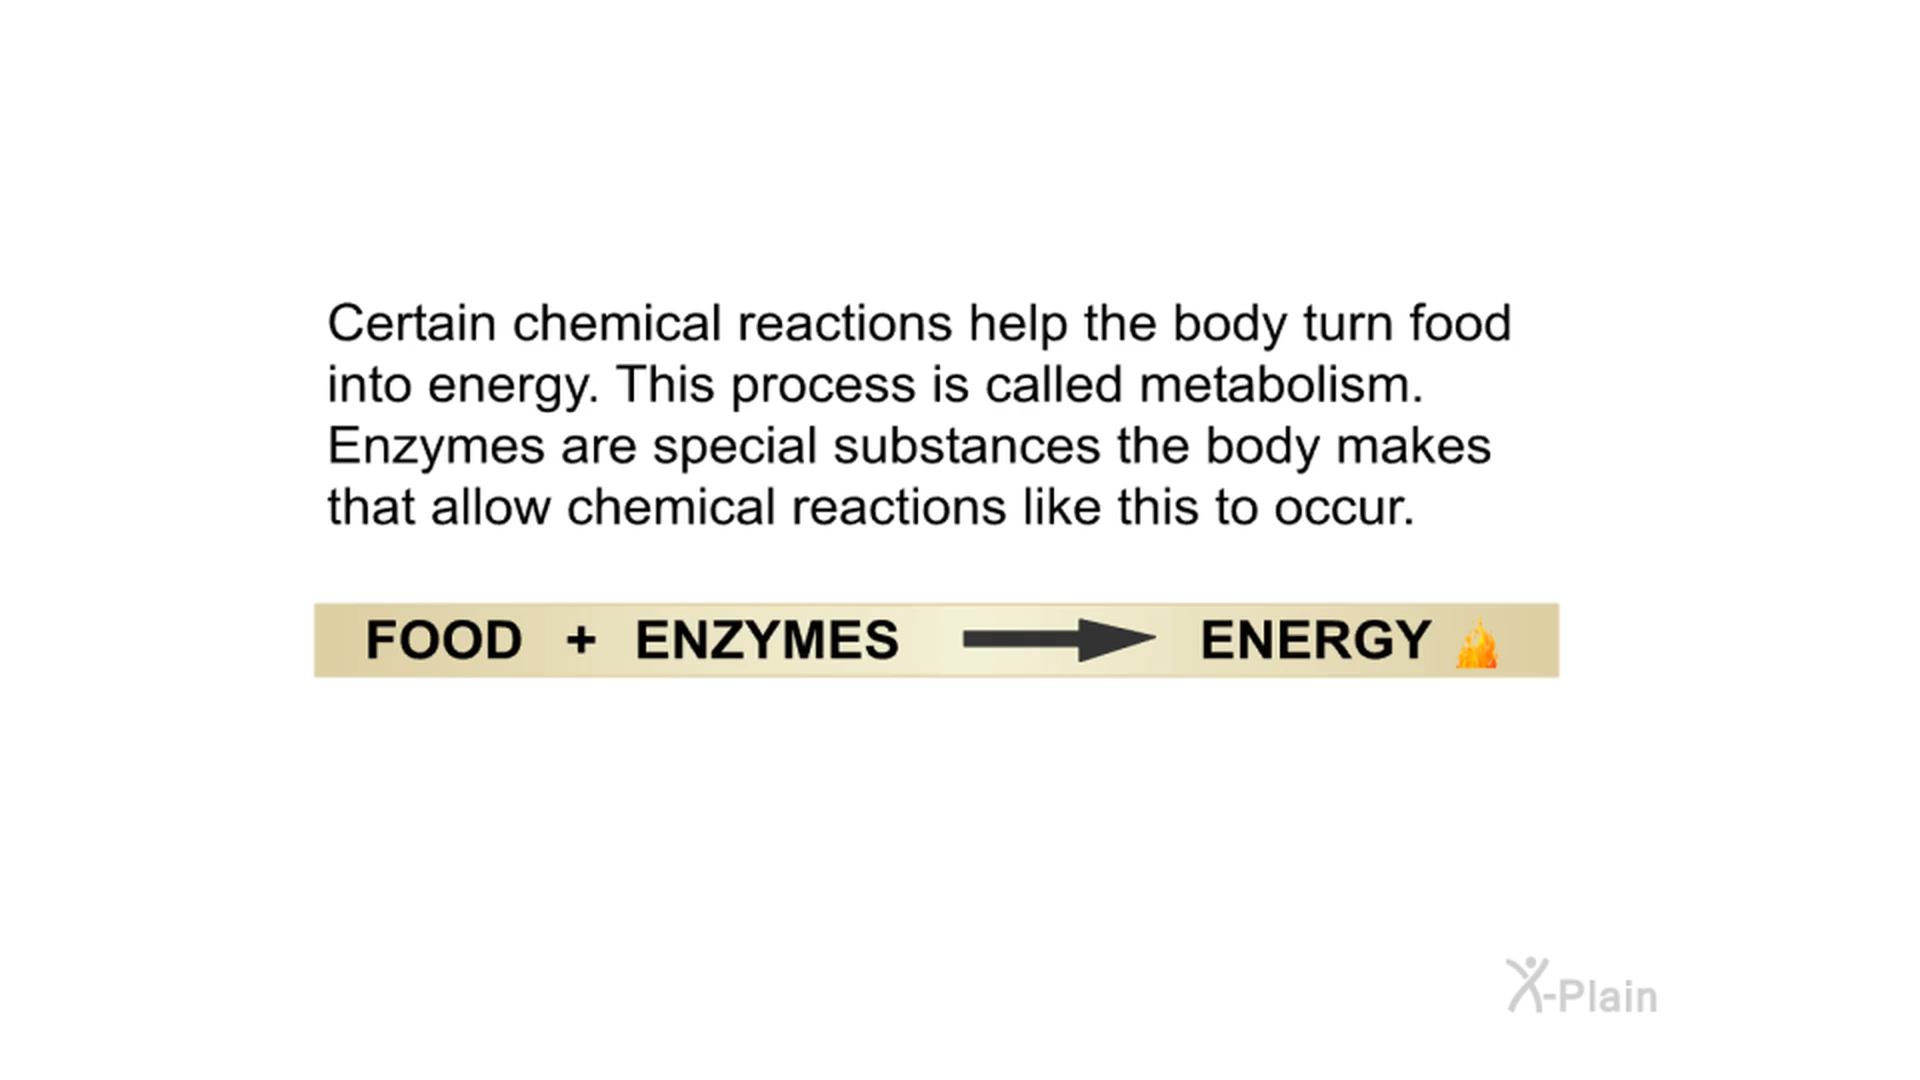 Certain chemical reactions help the body turn food
into energy. This process is called metabolism.
Enzymes are special substances the body makes
that allow chemical reactions like this to occur.
FOOD + ENZYMES ENERGY
X-Plain